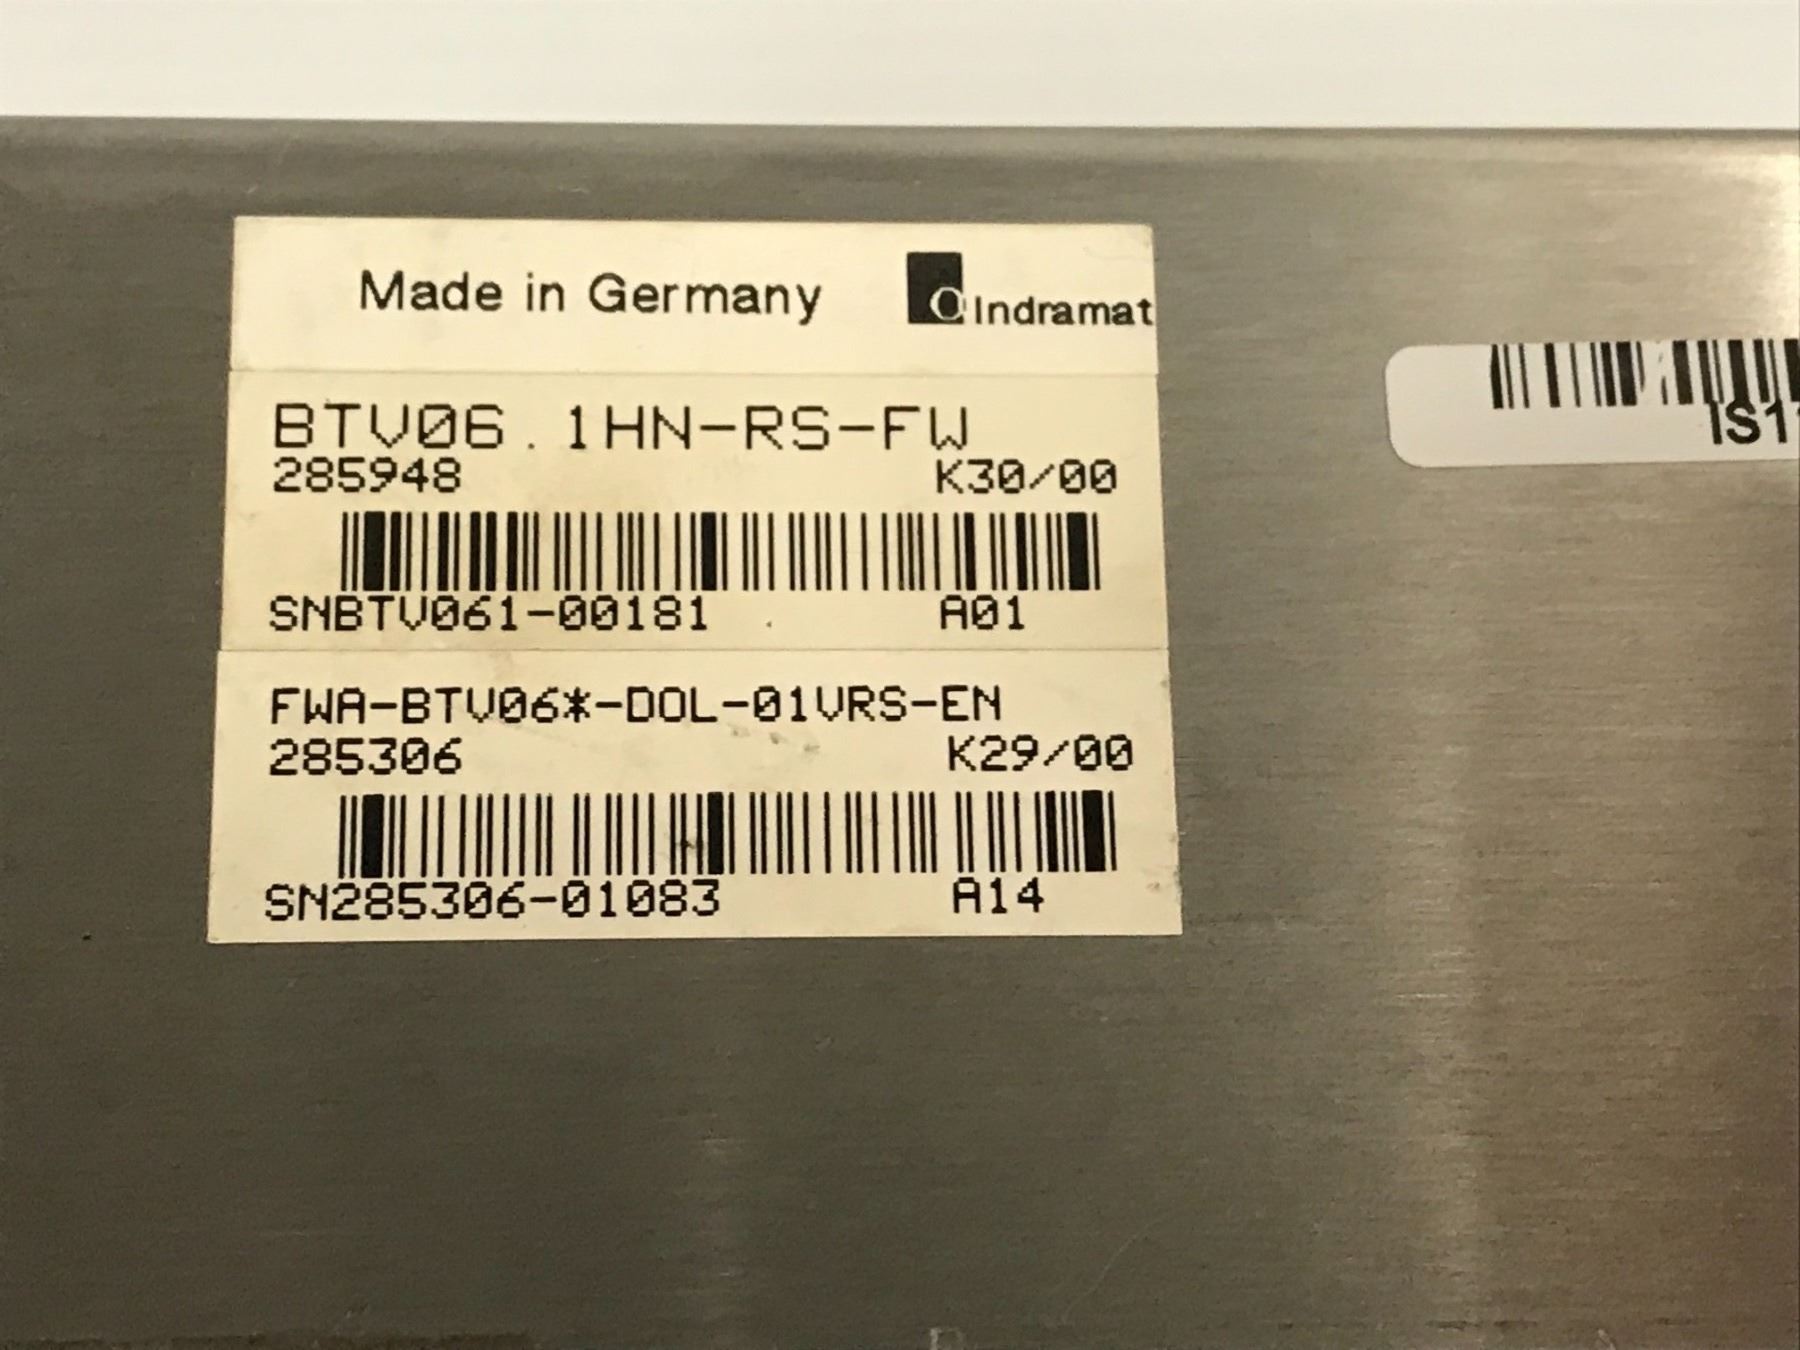 Made in Germany
Indramat
BTV06.1HN-RS-FW
285948 K30/00
SNBTV061-00181 A01
FWA-BTV06*-DOL-01VRS-EN
285306 K29/00
SN285306-01083 A14